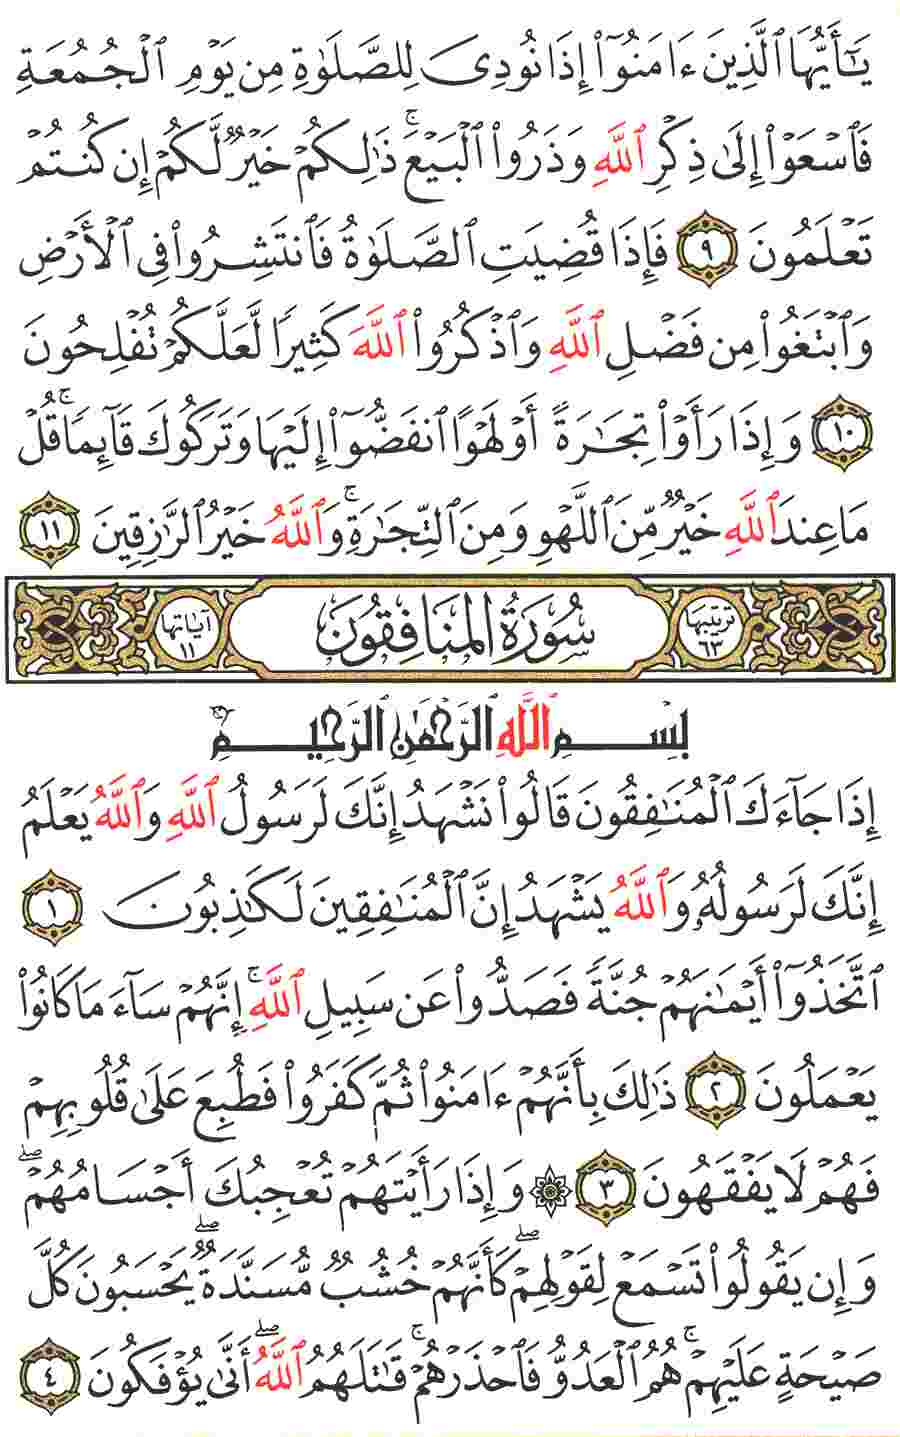 يَٰٓأَيُّهَا ٱلَّذِينَ ءَامَنُوٓا۟ إِذَا نُودِىَ لِلصَّلَوٰةِ مِن يَوْمِ ٱلْجُمُعَةِ
فَٱسْعَوْا۟ إِلَىٰ ذِكْرِ ٱللَّهِ وَذَرُوا۟ ٱلْبَيْعَ ۚ ذَٰلِكُمْ خَيْرٌ لَّكُمْ إِن كُنتُمْ
تَعْلَمُونَ ٩ فَإِذَا قُضِيَتِ ٱلصَّلَوٰةُ فَٱنتَشِرُوا۟ فِى ٱلْأَرْضِ
وَٱبْتَغُوا۟ مِن فَضْلِ ٱللَّهِ وَٱذْكُرُوا۟ ٱللَّهَ كَثِيرًا لَّعَلَّكُمْ تُفْلِحُونَ
١٠ وَإِذَا رَأَوْا۟ تِجَٰرَةً أَوْ لَهْوًا ٱنفَضُّوٓا۟ إِلَيْهَا وَتَرَكُوكَ قَآئِمًا ۚ قُلْ
مَا عِندَ ٱللَّهِ خَيْرٌ مِّنَ ٱللَّهْوِ وَمِنَ ٱلتِّجَٰرَةِ ۚ وَٱللَّهُ خَيْرُ ٱلرَّٰزِقِينَ ١١
ترتيبها ٦٣ سُورَةُ المُنَافِقُونَ آياتها ١١
بِسْمِ ٱللَّهِ ٱلرَّحْمَٰنِ ٱلرَّحِيمِ
إِذَا جَآءَكَ ٱلْمُنَٰفِقُونَ قَالُوا۟ نَشْهَدُ إِنَّكَ لَرَسُولُ ٱللَّهِ وَٱللَّهُ يَعْلَمُ
إِنَّكَ لَرَسُولُهُۥ وَٱللَّهُ يَشْهَدُ إِنَّ ٱلْمُنَٰفِقِينَ لَكَٰذِبُونَ ١
ٱتَّخَذُوٓا۟ أَيْمَٰنَهُمْ جُنَّةً فَصَدُّوا۟ عَن سَبِيلِ ٱللَّهِ ۚ إِنَّهُمْ سَآءَ مَا كَانُوا۟
يَعْمَلُونَ ٢ ذَٰلِكَ بِأَنَّهُمْ ءَامَنُوا۟ ثُمَّ كَفَرُوا۟ فَطُبِعَ عَلَىٰ قُلُوبِهِمْ
فَهُمْ لَا يَفْقَهُونَ ٣ ۞ وَإِذَا رَأَيْتَهُمْ تُعْجِبُكَ أَجْسَامُهُمْ ۖ
وَإِن يَقُولُوا۟ تَسْمَعْ لِقَوْلِهِمْ ۖ كَأَنَّهُمْ خُشُبٌ مُّسَنَّدَةٌ ۖ يَحْسَبُونَ كُلَّ
صَيْحَةٍ عَلَيْهِمْ ۚ هُمُ ٱلْعَدُوُّ فَٱحْذَرْهُمْ ۚ قَٰتَلَهُمُ ٱللَّهُ ۖ أَنَّىٰ يُؤْفَكُونَ ٤